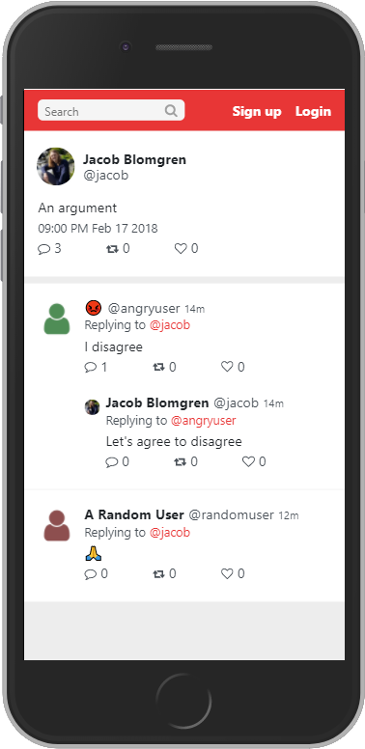 Search Sign up Login
Jacob Blomgren
@jacob
An argument
09:00 PM Feb 17 2018
3 0 0
😡 @angryuser 14m
Replying to @jacob
I disagree
1 0 0
Jacob Blomgren @jacob 14m
Replying to @angryuser
Let's agree to disagree
0 0 0
A Random User @randomuser 12m
Replying to @jacob
🙏
0 0 0